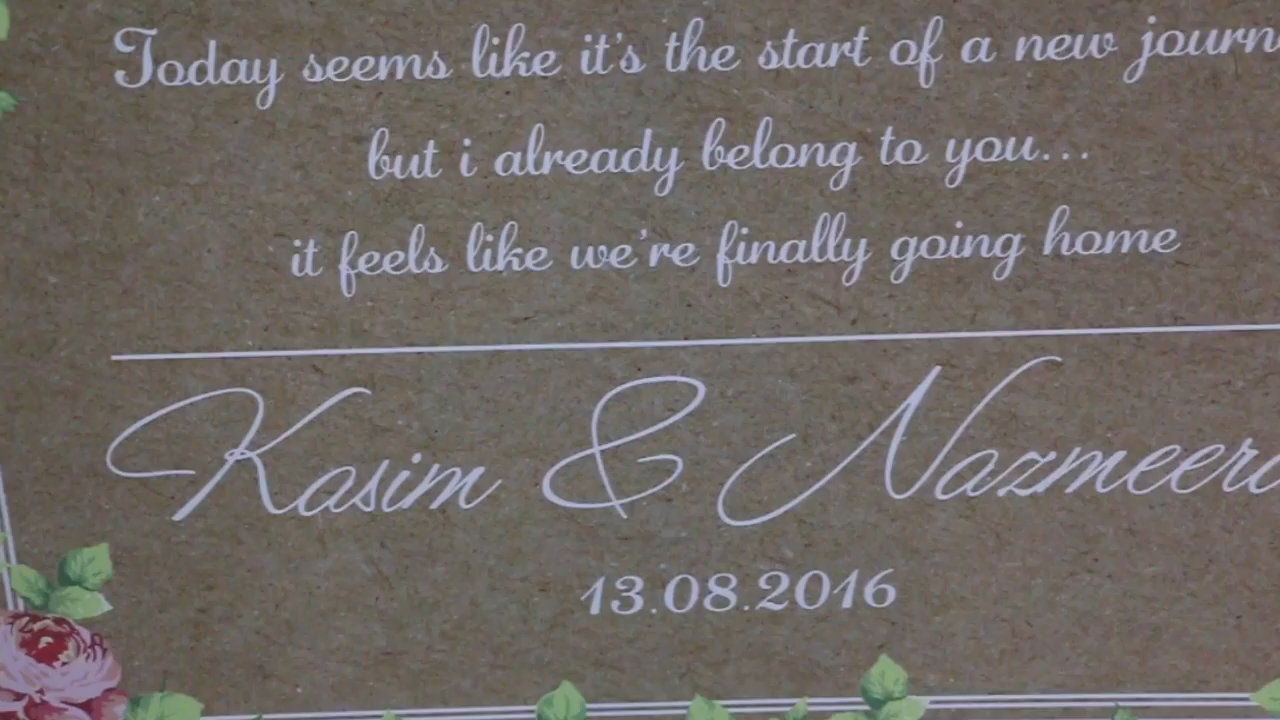 Today seems like it's the start of a new journ
but i already belong to you...
it feels like we're finally going home
Kasim & Nazmeera
13.08.2016